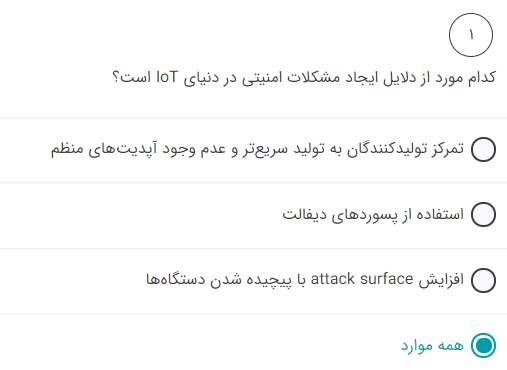 ۱
کدام مورد از دلایل ایجاد مشکلات امنیتی در دنیای IoT است؟
تمرکز تولیدکنندگان به تولید سریع‌تر و عدم وجود آپدیت‌های منظم
استفاده از پسوردهای دیفالت
افزایش attack surface با پیچیده شدن دستگاه‌ها
همه موارد